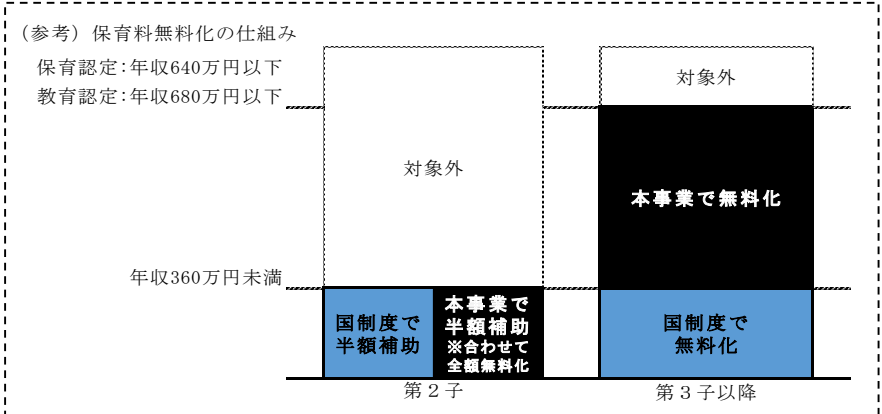 （参考）保育料無料化の仕組み
保育認定：年収640万円以下
教育認定：年収680万円以下
対象外
対象外
本事業で無料化
年収360万円未満
国制度で
半額補助
本事業で
半額補助
※合わせて
全額無料化
国制度で
無料化
第２子
第３子以降